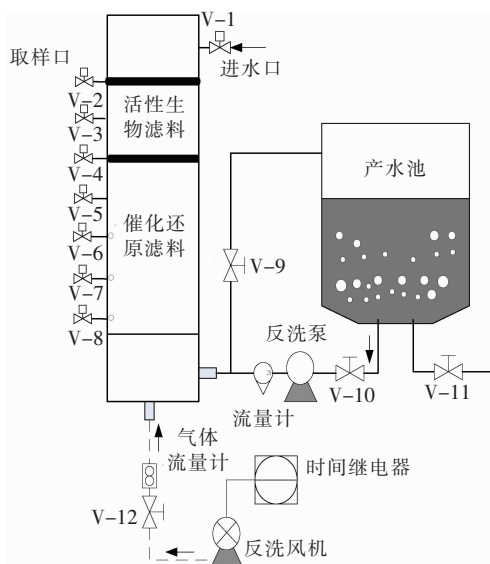 V-1
取样口
进水口
V-2
活性生
物滤料
V-3
V-4
产水池
V-5
催化还
原滤料
V-6
V-9
V-7
V-8
反洗泵
V-10
V-11
流量计
气体
流量计
时间继电器
V-12
反洗风机